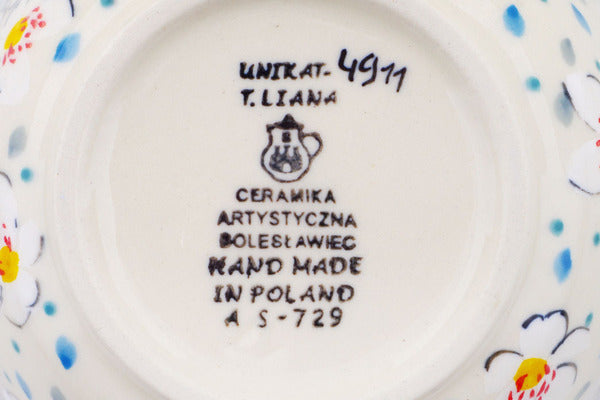 UNIKAT-4911
T. LIANA
CERAMIKA
ARTYSTYCZNA
BOLESŁAWIEC
HAND MADE
IN POLAND
A S-729